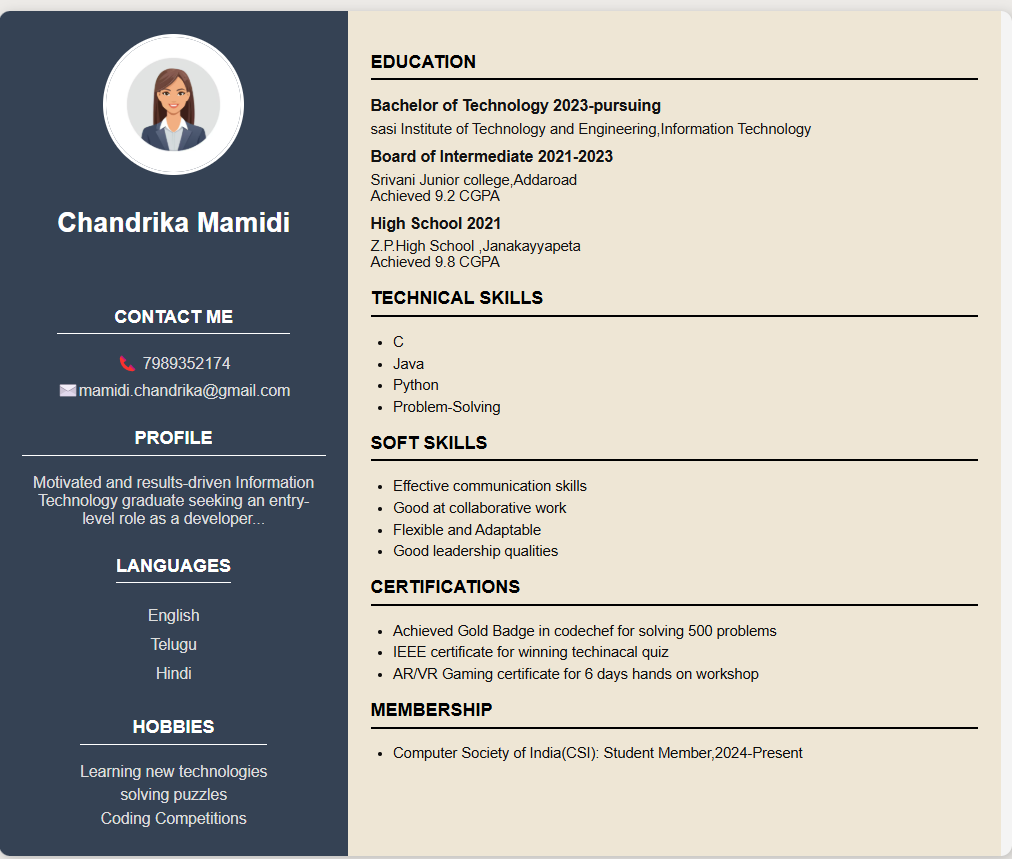 Chandrika Mamidi
CONTACT ME
7989352174
mamidi.chandrika@gmail.com
PROFILE
Motivated and results-driven Information
Technology graduate seeking an entry-
level role as a developer...
LANGUAGES
English
Telugu
Hindi
HOBBIES
Learning new technologies
solving puzzles
Coding Competitions
EDUCATION
Bachelor of Technology 2023-pursuing
sasi Institute of Technology and Engineering,Information Technology
Board of Intermediate 2021-2023
Srivani Junior college,Addaroad
Achieved 9.2 CGPA
High School 2021
Z.P.High School ,Janakayyapeta
Achieved 9.8 CGPA
TECHNICAL SKILLS
• C
• Java
• Python
• Problem-Solving
SOFT SKILLS
• Effective communication skills
• Good at collaborative work
• Flexible and Adaptable
• Good leadership qualities
CERTIFICATIONS
• Achieved Gold Badge in codechef for solving 500 problems
• IEEE certificate for winning techinacal quiz
• AR/VR Gaming certificate for 6 days hands on workshop
MEMBERSHIP
• Computer Society of India(CSI): Student Member,2024-Present